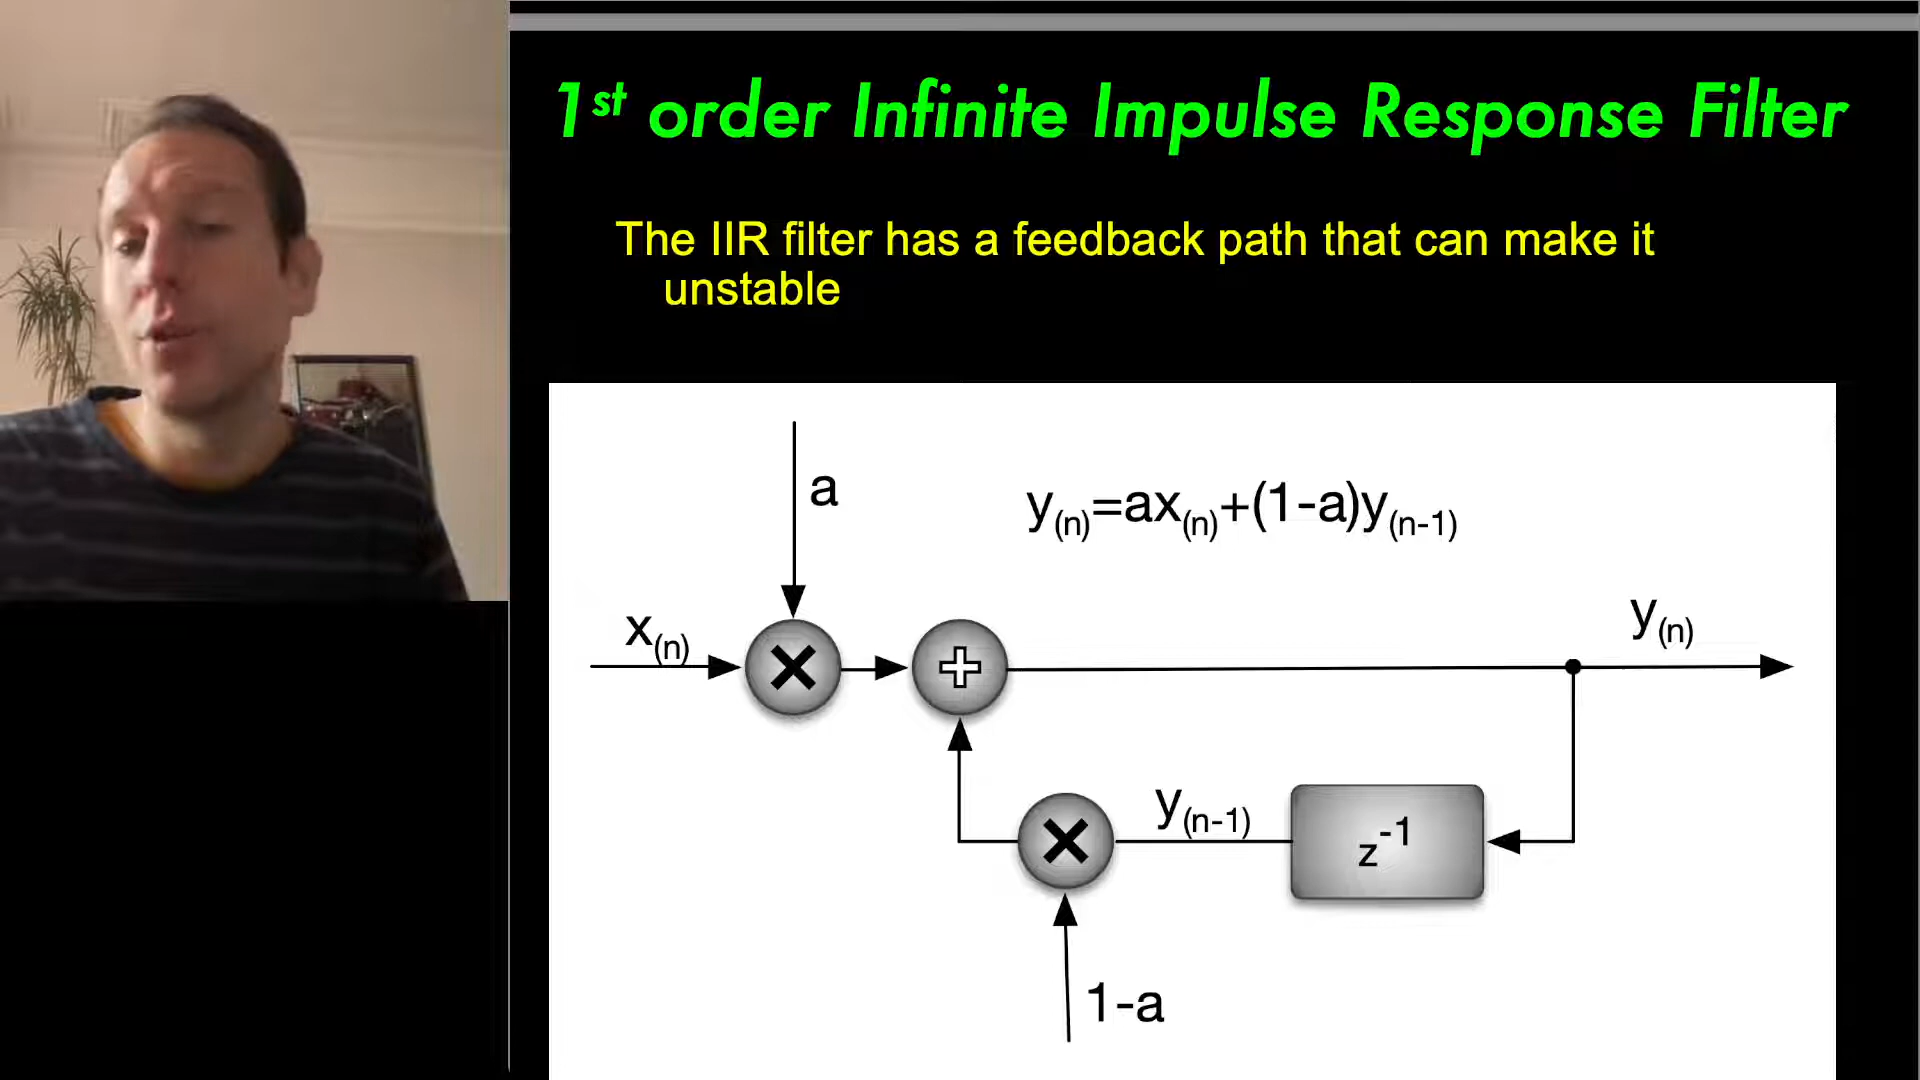 1st order Infinite Impulse Response Filter
The IIR filter has a feedback path that can make it
unstable
a
y(n)=ax(n)+(1-a)y(n-1)
x(n)
y(n)
y(n-1)
z-1
1-a